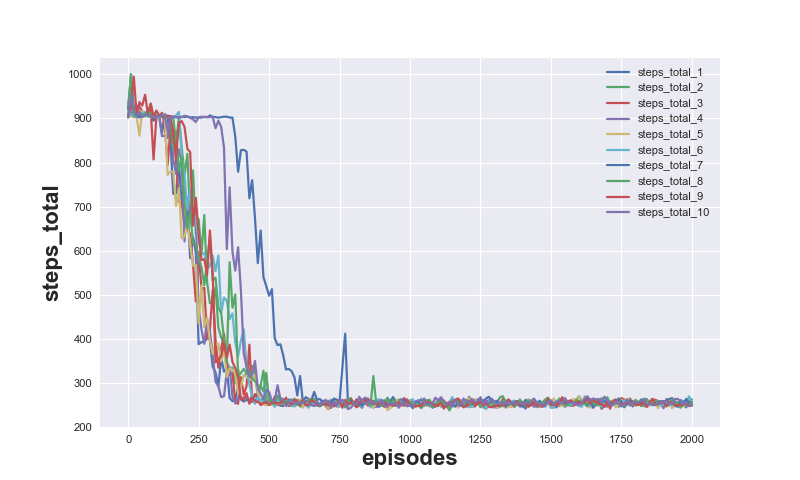 steps_total
1000
900
800
700
600
500
400
300
200
0
250
500
750
1000
1250
1500
1750
2000
episodes
steps_total_1
steps_total_2
steps_total_3
steps_total_4
steps_total_5
steps_total_6
steps_total_7
steps_total_8
steps_total_9
steps_total_10